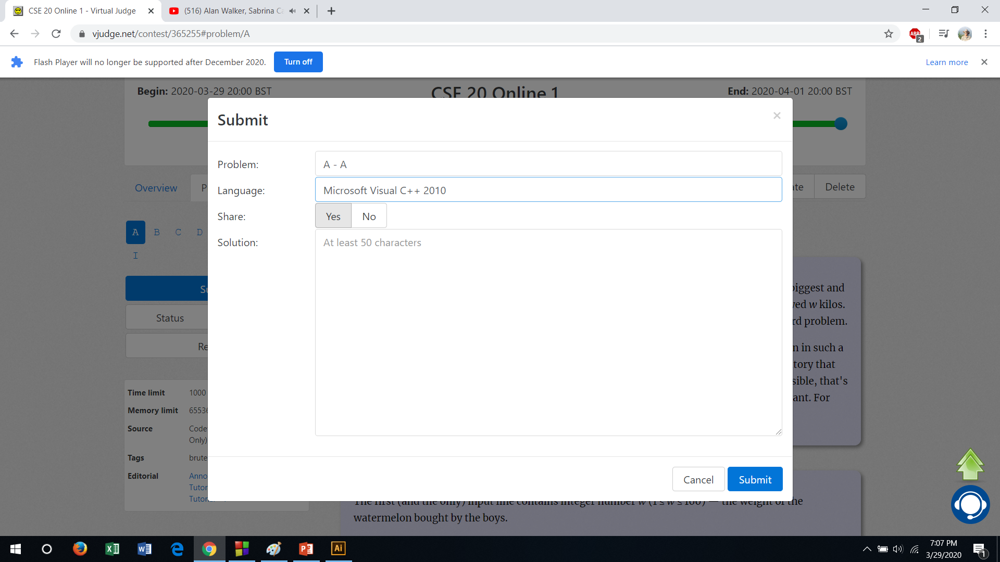 CSE 20 Online 1 - Virtual Judge
(516) Alan Walker, Sabrina Ca
vjudge.net/contest/365255#problem/A
ABP
2
Flash Player will no longer be supported after December 2020.
Turn off
Learn more
Begin: 2020-03-29 20:00 BST
CSE 20 Online 1
End: 2020-04-01 20:00 BST
Submit
Problem:
A - A
Language:
Microsoft Visual C++ 2010
Share:
Yes
No
Solution:
At least 50 characters
Overview
P
te
Delete
A B C D
I
S
Status
Re
biggest and
ed w kilos.
rd problem.
n in such a
tory that
sible, that's
ant. For
Time limit 1000
Memory limit 65536
Source Code
Only)
Tags brute
Editorial Anno
Tutor
Tutor
Cancel
Submit
The first (and the only) input line contains integer number w (1 ≤ w ≤ 100) — the weight of the
watermelon bought by the boys.
7:07 PM
3/29/2020
1
Ai